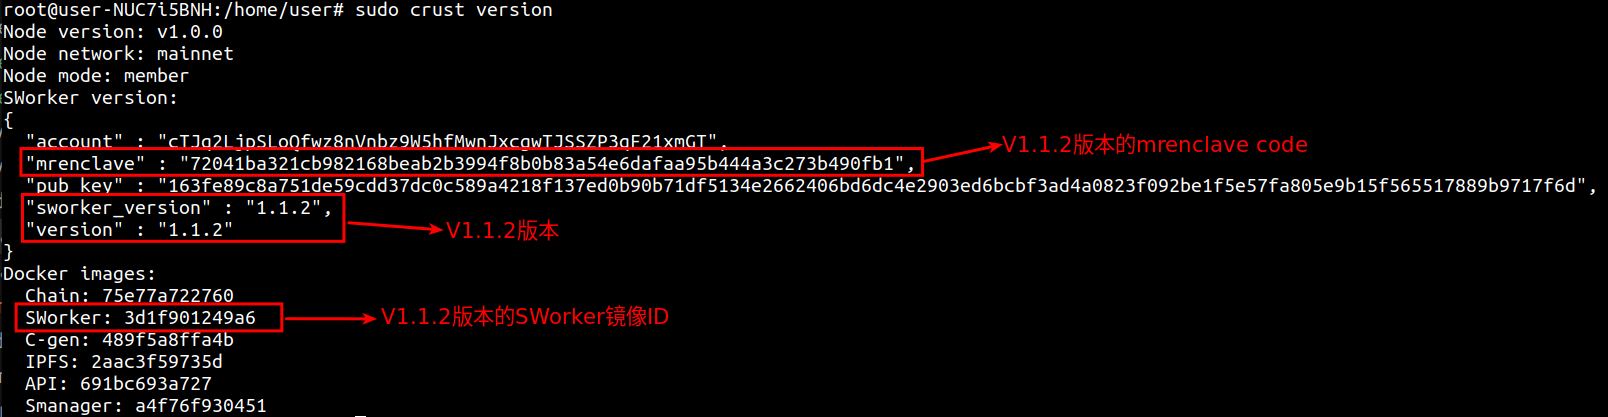 root@user-NUC7i5BNH:/home/user# sudo crust version
Node version: v1.0.0
Node network: mainnet
Node mode: member
SWorker version:
{
"account" : "cTJq2LjpSLoQfwz8nVnbz9W5hfMwnJxcgwTJSSZP3qF21xmGT",
"mrenclave" : "72041ba321cb982168beab2b3994f8b0b83a54e6dafaa95b444a3c273b490fb1",
V1.1.2版本的mrenclave code
"pub_key" : "163fe89c8a751de59cdd37dc0c589a4218f137ed0b90b71df5134e2662406bd6dc4e2903ed6bcbf3ad4a0823f092be1f5e57fa805e9b15f565517889b9717f6d",
"sworker_version" : "1.1.2",
"version" : "1.1.2"
V1.1.2版本
}
Docker images:
Chain: 75e77a722760
SWorker: 3d1f901249a6
V1.1.2版本的SWorker镜像ID
C-gen: 489f5a8ffa4b
IPFS: 2aac3f59735d
API: 691bc693a727
Smanager: a4f76f930451